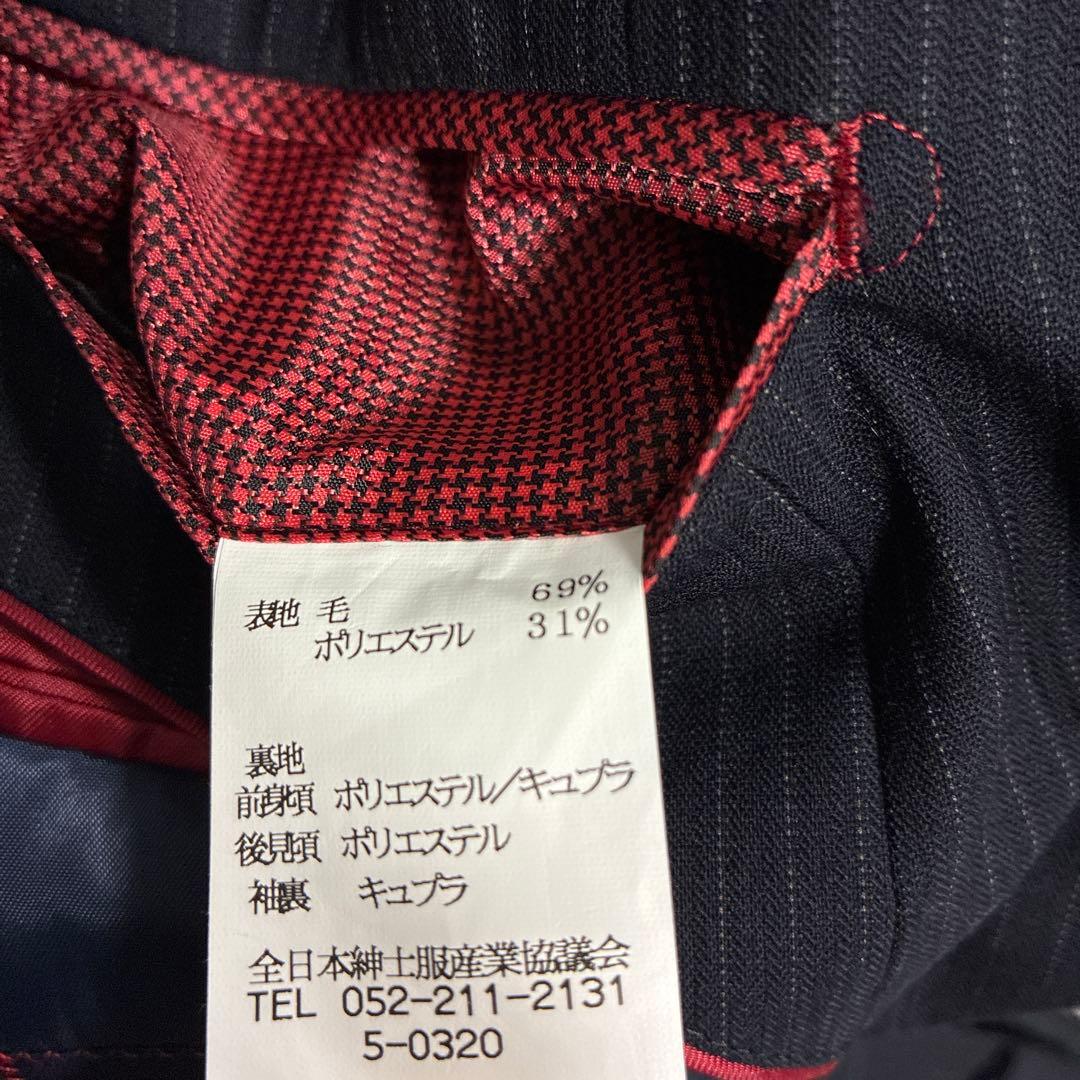 表地 毛 69%
ポリエステル 31%
裏地
前身頃 ポリエステル/キュプラ
後見頃 ポリエステル
袖裏 キュプラ
全日本紳士服産業協議会
TEL 052-211-2131
5-0320